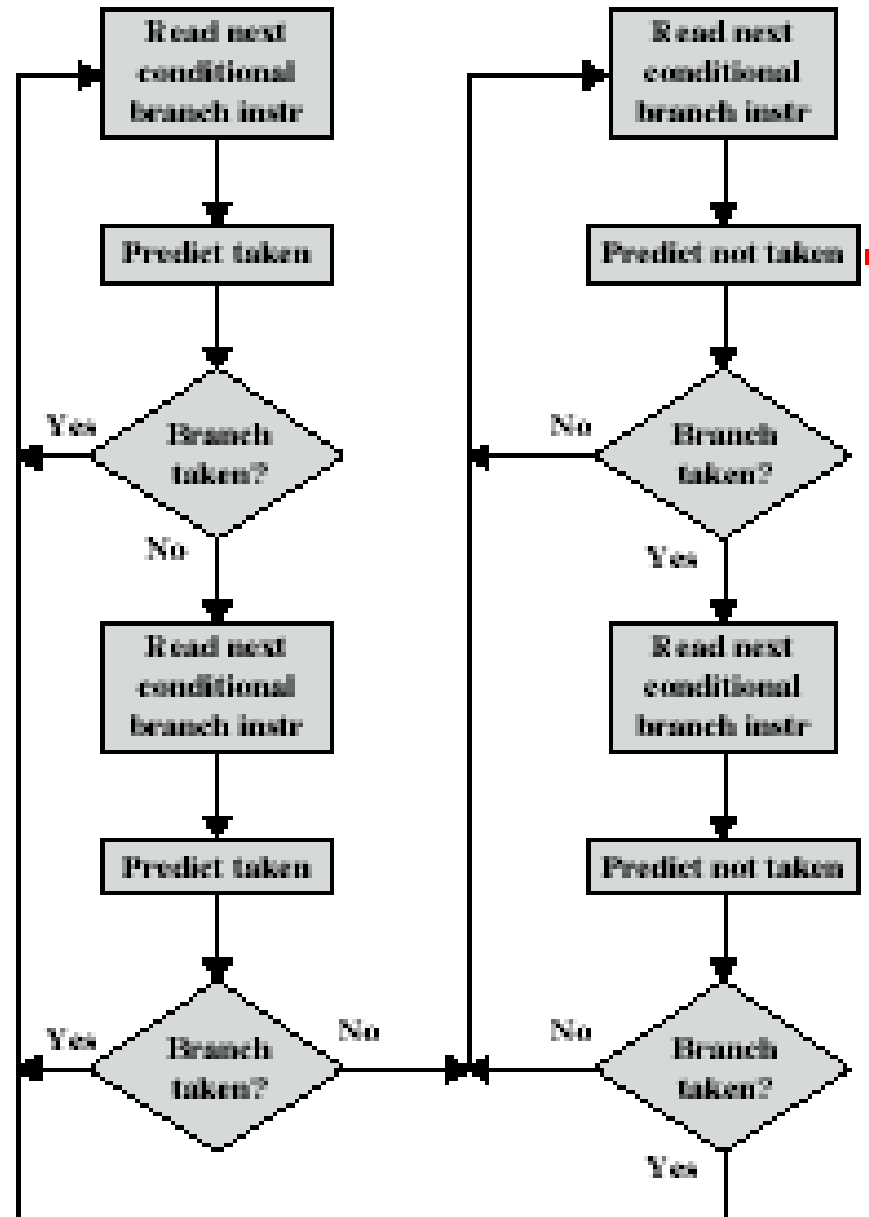 Read next
conditional
branch instr
Predict taken
Branch
taken?
Yes
No
Read next
conditional
branch instr
Predict taken
Branch
taken?
Yes
No
Read next
conditional
branch instr
Predict not taken
Branch
taken?
No
Yes
Read next
conditional
branch instr
Predict not taken
Branch
taken?
No
Yes